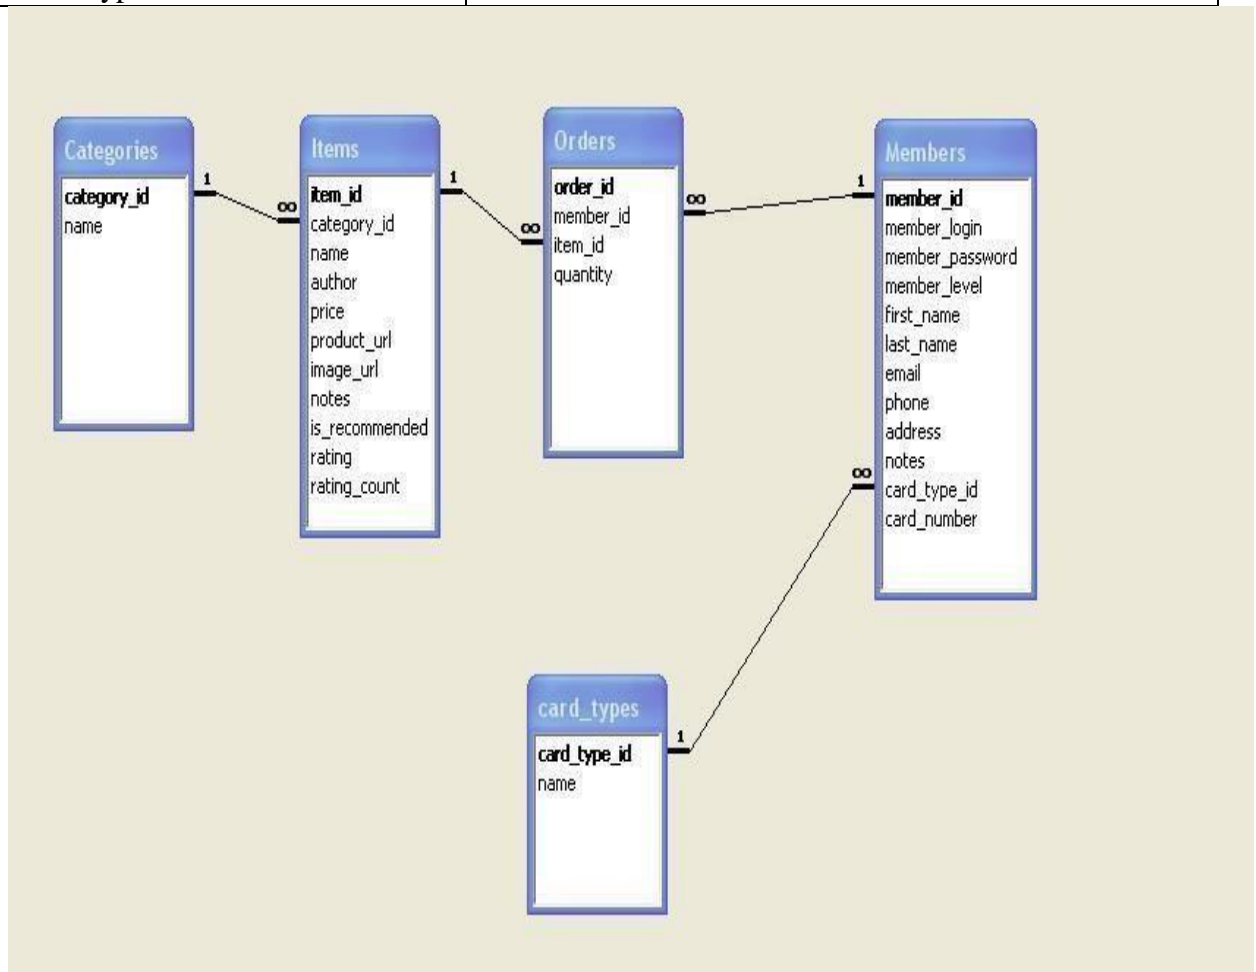 Categories
category_id
name
1
∞
Items
item_id
category_id
name
author
price
product_url
image_url
notes
is_recommended
rating
rating_count
1
∞
Orders
order_id
member_id
item_id
quantity
∞
1
Members
member_id
member_login
member_password
member_level
first_name
last_name
email
phone
address
notes
card_type_id
card_number
∞
1
card_types
card_type_id
name